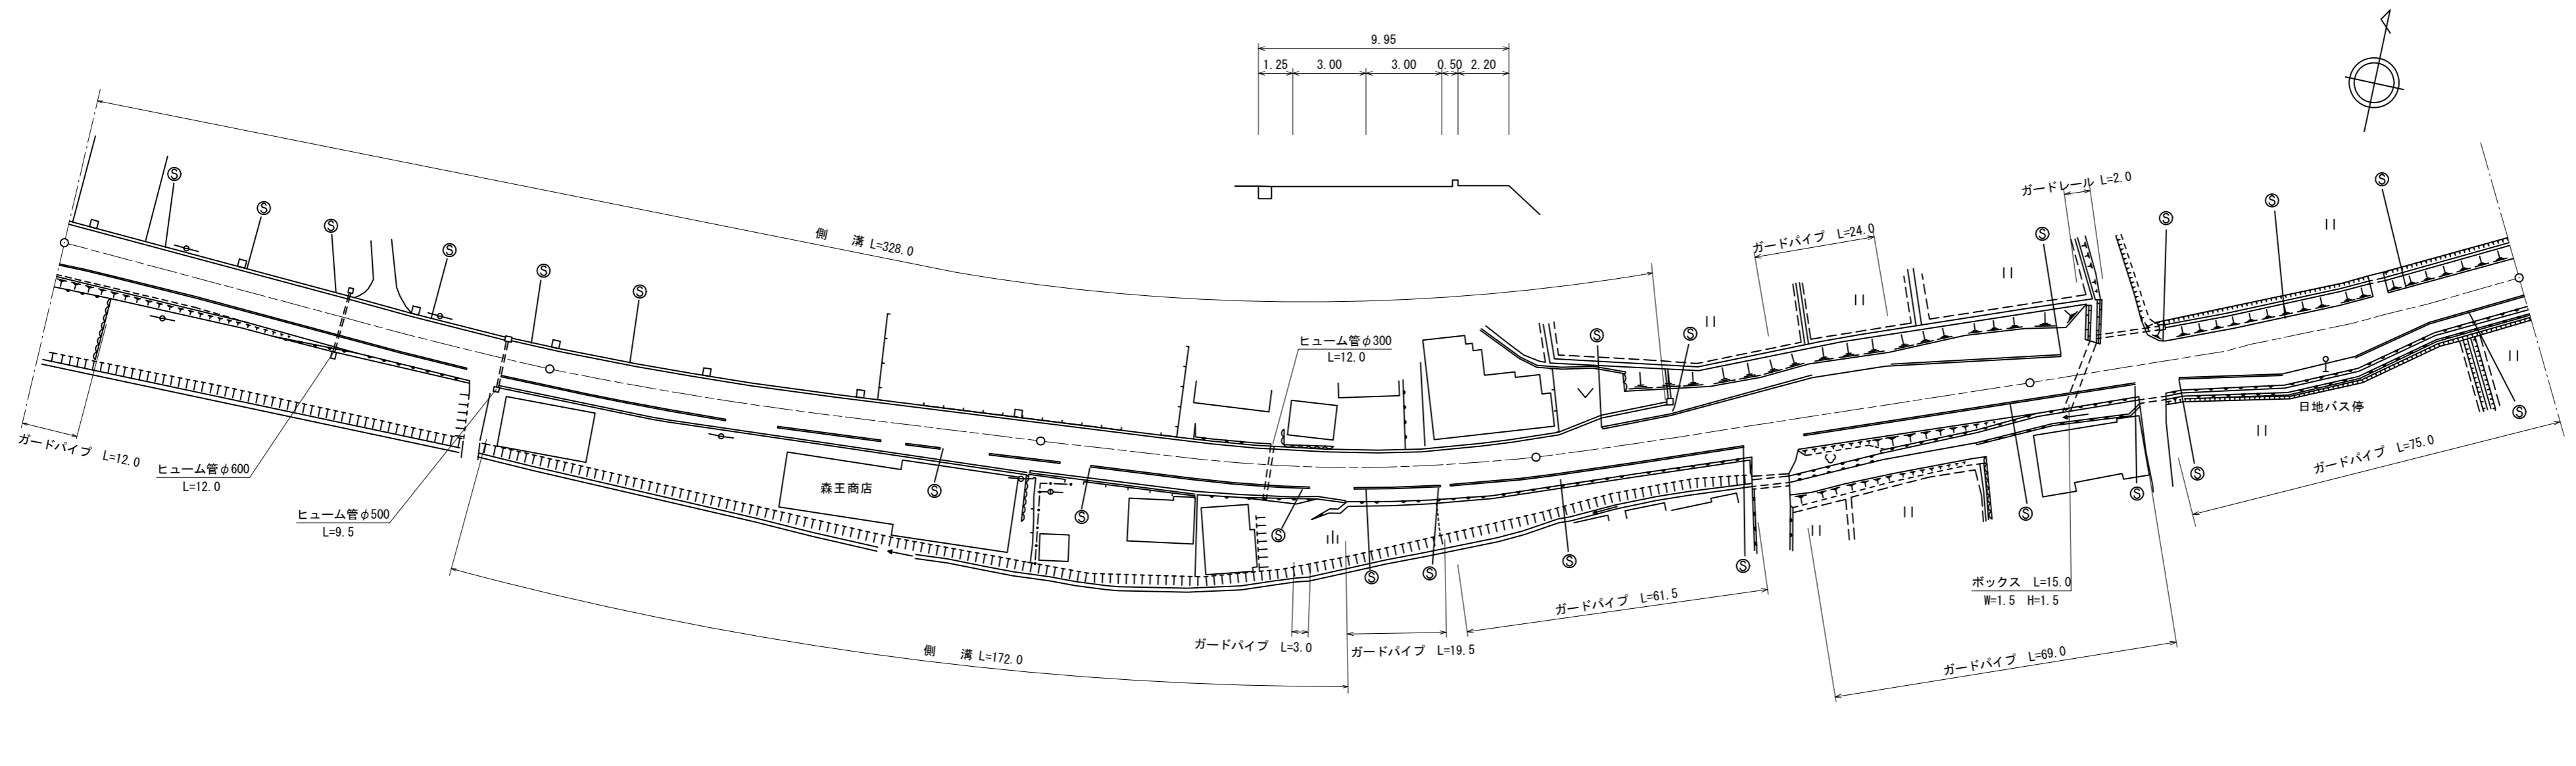 9.95
1.25 3.00 3.00 0.50 2.20
側 溝 L=328.0
ガードレール L=2.0
ガードパイプ L=24.0
Ⓢ
Ⓢ
Ⓢ
Ⓢ
Ⓢ
Ⓢ
Ⓢ
Ⓢ
Ⓢ
Ⓢ
Ⓢ
Ⓢ
ヒューム管φ300
L=12.0
日地バス停
ガードパイプ L=12.0
ヒューム管φ600
L=12.0
ヒューム管φ500
L=9.5
森王商店
Ⓢ
Ⓢ
Ⓢ
Ⓢ
Ⓢ
Ⓢ
Ⓢ
Ⓢ
Ⓢ
Ⓢ
Ⓢ
ガードパイプ L=75.0
ボックス L=15.0
W=1.5 H=1.5
ガードパイプ L=61.5
ガードパイプ L=3.0
ガードパイプ L=19.5
側 溝 L=172.0
ガードパイプ L=69.0